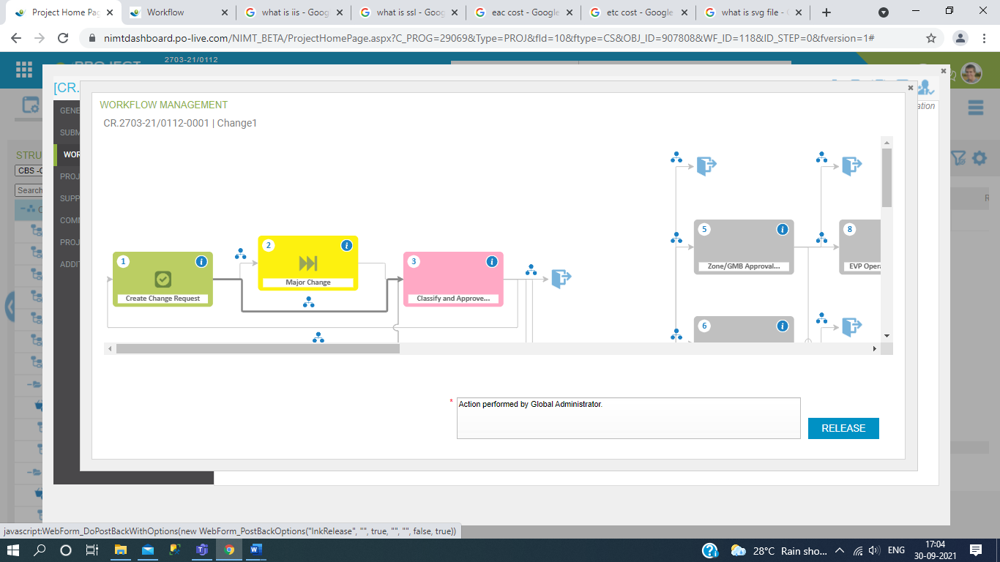 Project Home Pag
Workflow
what is iis - Goog
what is ssl - Goog
eac cost - Google
etc cost - Google
what is svg file -
nimtdashboard.po-live.com/NIMT_BETA/ProjectHomePage.aspx?C_PROG=29069&Type=PROJ&fId=10&ftype=CS&OBJ_ID=907808&WF_ID=118&ID_STEP=0&fversion=1#
PROJECT
2703-21/0112
[CR.
ation
GENE
SUBM
WOR
PROJ
SUPP
COMM
PROJ
ADDIT
STRU
CBS -C
Search
WORKFLOW MANAGEMENT
CR.2703-21/0112-0001 | Change1
1
Create Change Request
2
Major Change
3
Classify and Approve...
5
Zone/GMB Approval...
8
EVP Opera
6
* Action performed by Global Administrator.
RELEASE
javascript:WebForm_DoPostBackWithOptions(new WebForm_PostBackOptions("lnkRelease", "", true, "", "", false, true))
28°C Rain sho...
ENG
17:04
30-09-2021